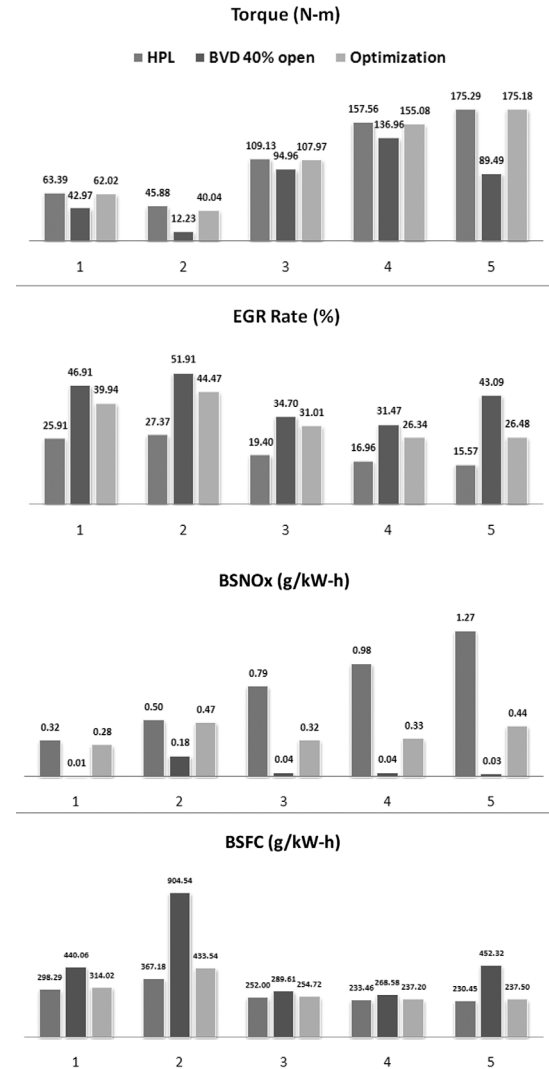 Torque (N-m)
HPL BVD 40% open Optimization
63.39 42.97 62.02 45.88 12.23 40.04 109.13 94.96 107.97 157.56 136.96 155.08 175.29 89.49 175.18
1 2 3 4 5
EGR Rate (%)
25.91 46.91 39.94 27.37 51.91 44.47 19.40 34.70 31.01 16.96 31.47 26.34 15.57 43.09 26.48
1 2 3 4 5
BSNOx (g/kW-h)
0.32 0.01 0.28 0.50 0.18 0.47 0.79 0.04 0.32 0.98 0.04 0.33 1.27 0.03 0.44
1 2 3 4 5
BSFC (g/kW-h)
298.29 440.06 314.02 367.18 904.54 433.54 252.00 289.61 254.72 233.46 268.58 237.20 230.45 452.32 237.50
1 2 3 4 5